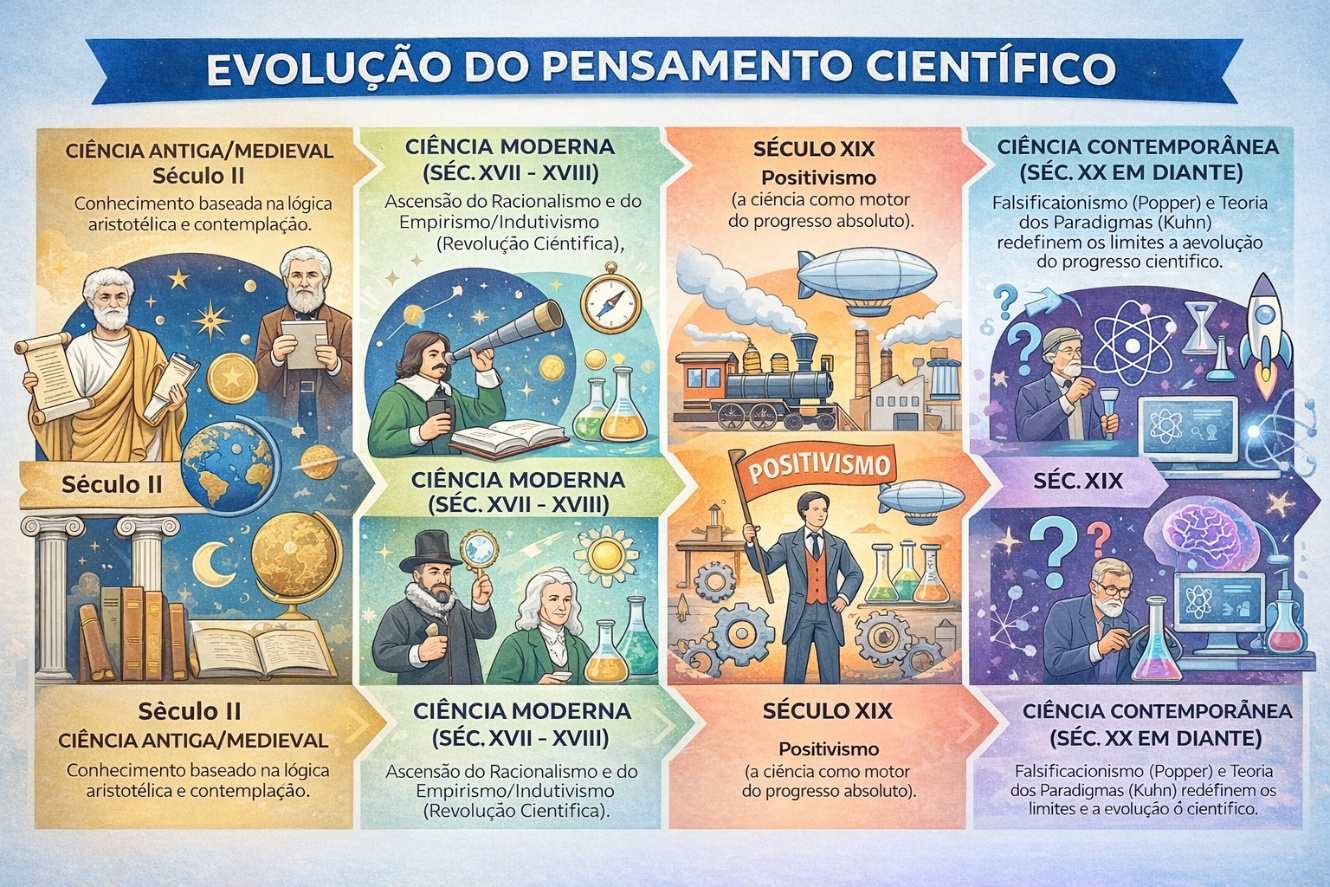 EVOLUÇÃO DO PENSAMENTO CIENTÍFICO
CIÊNCIA ANTIGA/MEDIEVAL
Século II
Conhecimento baseada na lógica
aristotélica e contemplação.
Século II
Sèculo II
CIÊNCIA ANTIGA/MEDIEVAL
Conhecimento baseado na lógica
aristotélica e contemplação.
CIÊNCIA MODERNA
(SÉC. XVII – XVIII)
Ascensão do Racionalismo e do
Empirismo/Indutivismo
(Revolução Ciéntifica),
CIÊNCIA MODERNA
(SÉC. XVII – XVIII)
CIÊNCIA MODERNA
(SÉC. XVII – XVIII)
Ascensão do Racionalismo e do
Empirismo/Indutivismo
(Revolução Cientifica).
SÉCULO XIX
Positivismo
(a ciência como motor
do progresso absoluto).
POSITIVISMO
SÉCULO XIX
Positivismo
(a ciência como motor
do progresso absoluto).
CIÊNCIA CONTEMPORÂNEA
(SÉC. XX EM DIANTE)
Falsificaionismo (Popper) e Teoria
dos Paradigmas (Kuhn)
redefinem os limites a aevolução
do progresso cientifico.
? ?
SÉC. XIX
? ?
CIÊNCIA CONTEMPORÂNEA
(SÉC. XX EM DIANTE)
Falsificacionismo (Popper) e Teoria
dos Paradigmas (Kuhn) redéfinem os
limites e a evolução ó científico.